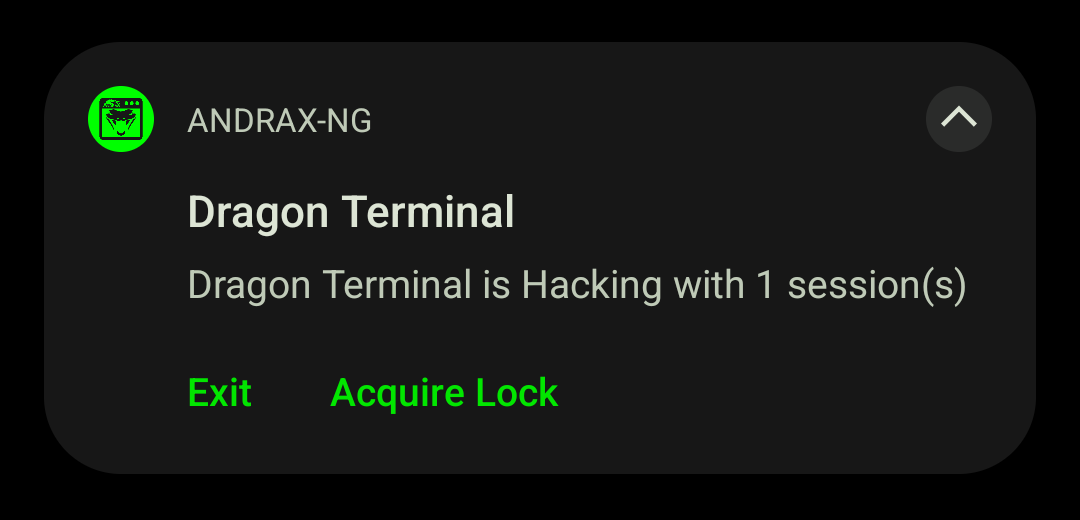 ANDRAX-NG
Dragon Terminal
Dragon Terminal is Hacking with 1 session(s)
Exit Acquire Lock